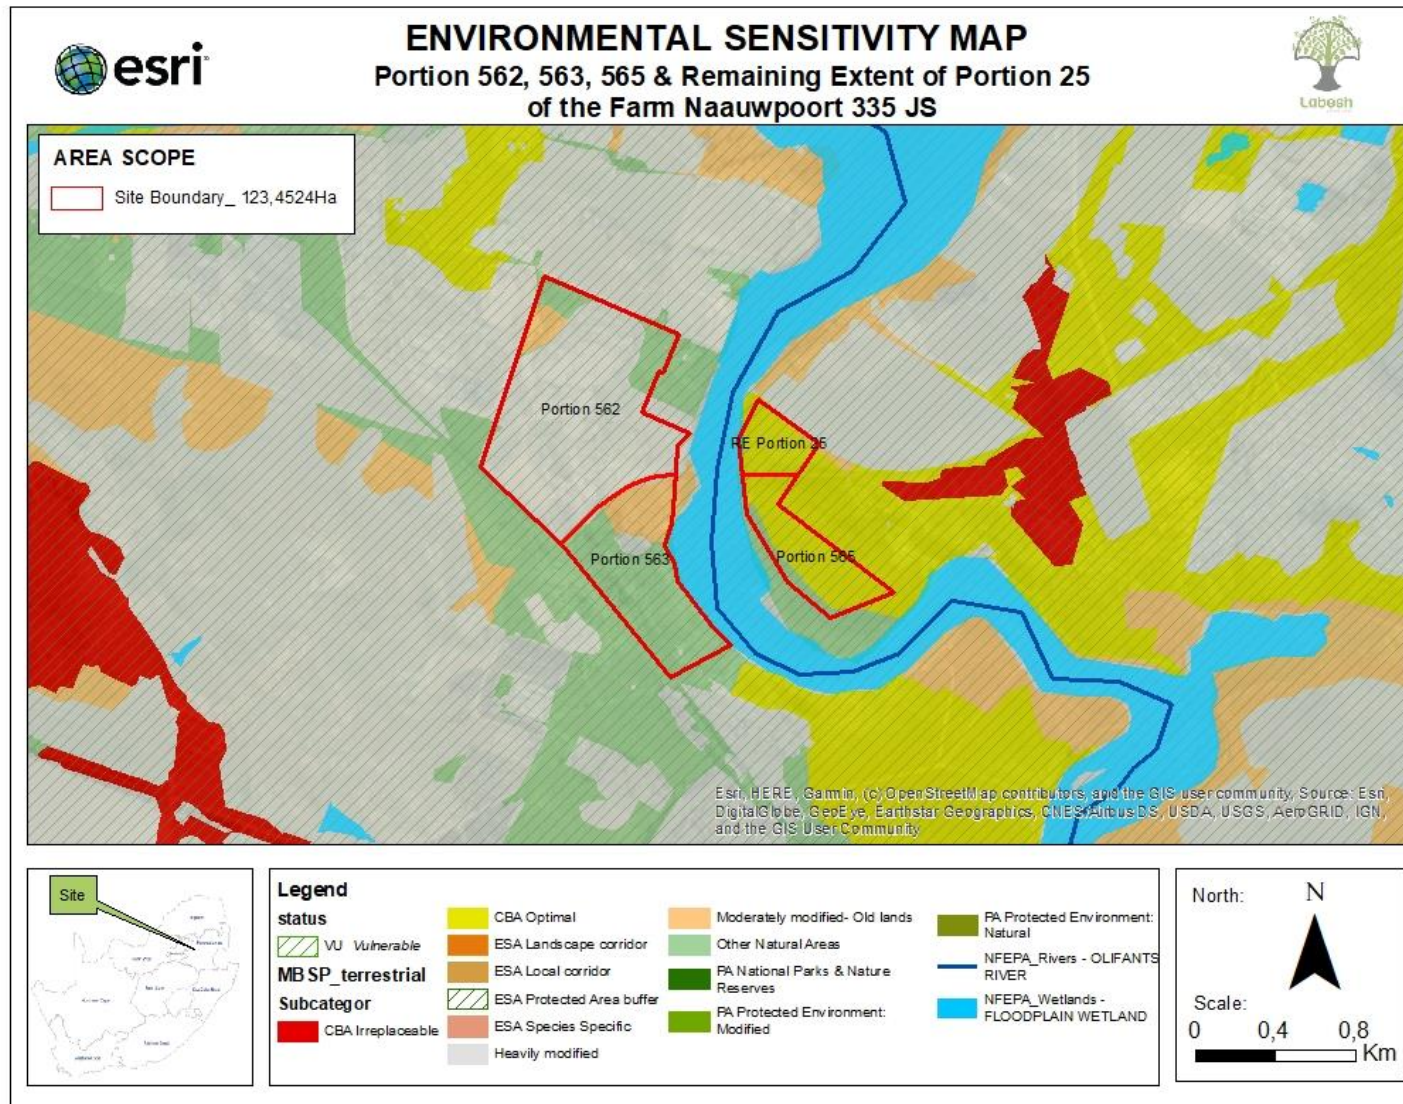 esri
ENVIRONMENTAL SENSITIVITY MAP
Portion 562, 563, 565 & Remaining Extent of Portion 25
of the Farm Naauwpoort 335 JS
Labesh
AREA SCOPE
Site Boundary_ 123,4524Ha
Portion 562
RE Portion 25
Portion 563
Portion 565
Esri, HERE, Garmin, (c) OpenStreetMap contributors, and the GIS user community, Source: Esri,
DigitalGlobe, GeoEye, Earthstar Geographics, CNES/Airbus DS, USDA, USGS, AeroGRID, IGN,
and the GIS User Community
Site
Legend
status
VU Vulnerable
MBSP_terrestrial
Subcategor
CBA Irreplaceable
CBA Optimal
ESA Landscape corridor
ESA Local corridor
ESA Protected Area buffer
ESA Species Specific
Heavily modified
Moderately modified- Old lands
Other Natural Areas
PA National Parks & Nature
Reserves
PA Protected Environment:
Modified
PA Protected Environment:
Natural
NFEPA_Rivers - OLIFANTS
RIVER
NFEPA_Wetlands -
FLOODPLAIN WETLAND
North:
N
Scale:
0 0,4 0,8
Km